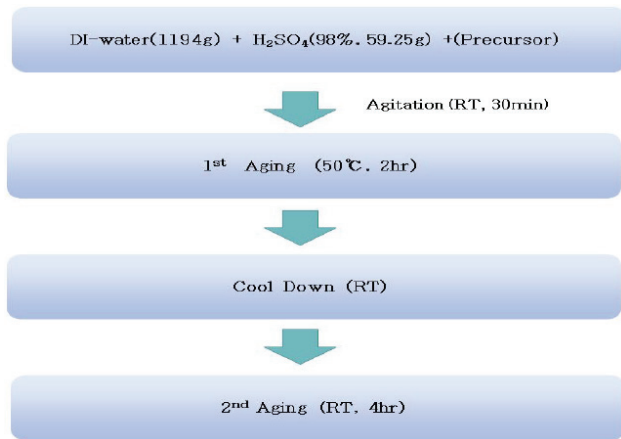 DI-water(1194g) + H₂SO₄(98%. 59.25g) +(Precursor)
Agitation (RT, 30min)
1ˢᵗ Aging (50℃. 2hr)
Cool Down (RT)
2ⁿᵈ Aging (RT, 4hr)